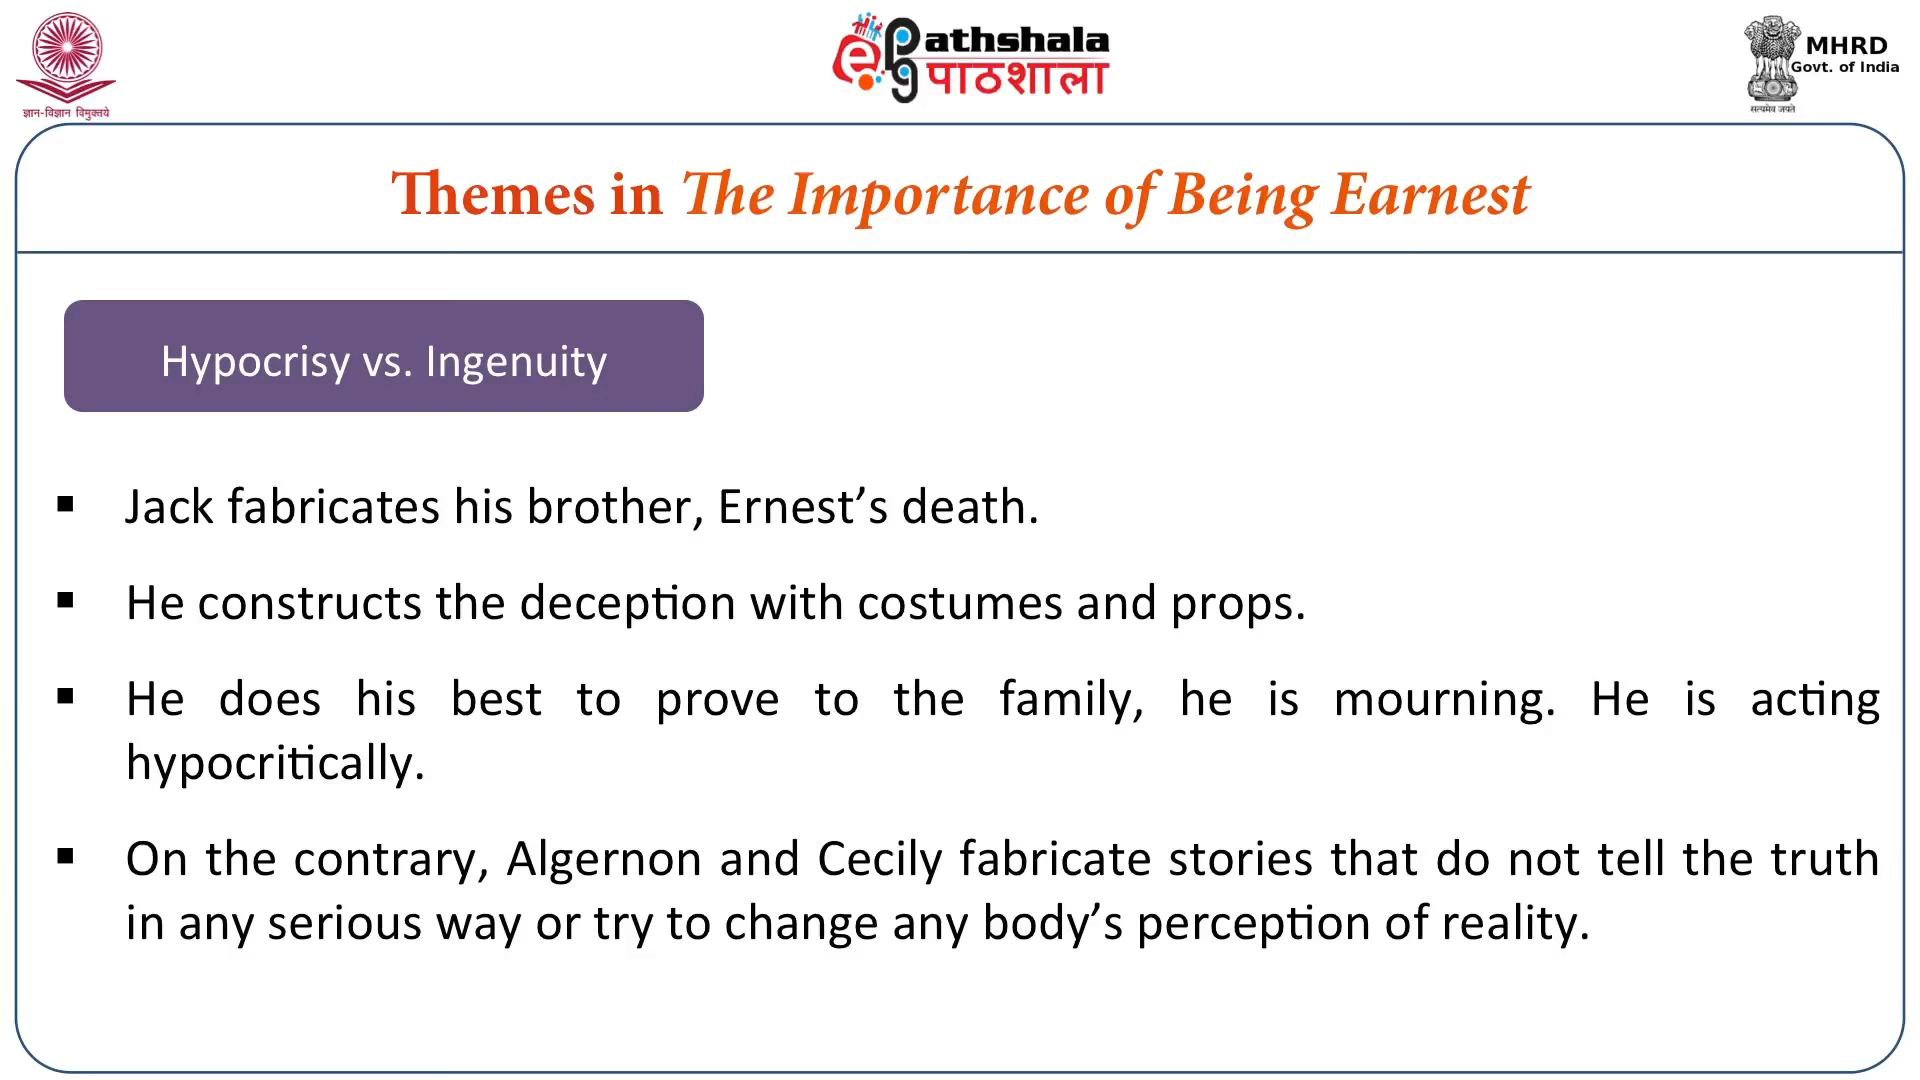 ज्ञान-विज्ञान विमुक्तये
ePG Pathshala
पाठशाला
MHRD
Govt. of India
सत्यमेव जयते
Themes in The Importance of Being Earnest
Hypocrisy vs. Ingenuity
▪ Jack fabricates his brother, Ernest’s death.
▪ He constructs the deception with costumes and props.
▪ He does his best to prove to the family, he is mourning. He is acting
hypocritically.
▪ On the contrary, Algernon and Cecily fabricate stories that do not tell the truth
in any serious way or try to change any body’s perception of reality.